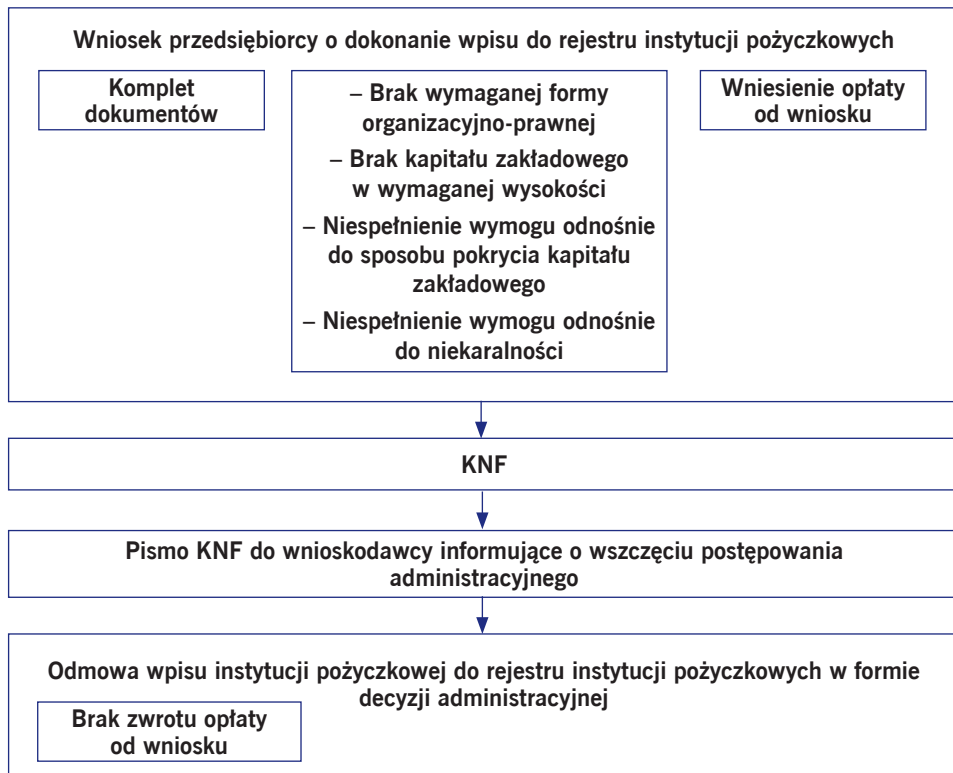 Wniosek przedsiębiorcy o dokonanie wpisu do rejestru instytucji pożyczkowych
Komplet
dokumentów
– Brak wymaganej formy
organizacyjno-prawnej
– Brak kapitału zakładowego
w wymaganej wysokości
– Niespełnienie wymogu odnośnie
do sposobu pokrycia kapitału
zakładowego
– Niespełnienie wymogu odnośnie
do niekaralności
Wniesienie opłaty
od wniosku
KNF
Pismo KNF do wnioskodawcy informujące o wszczęciu postępowania
administracyjnego
Odmowa wpisu instytucji pożyczkowej do rejestru instytucji pożyczkowych w formie
decyzji administracyjnej
Brak zwrotu opłaty
od wniosku